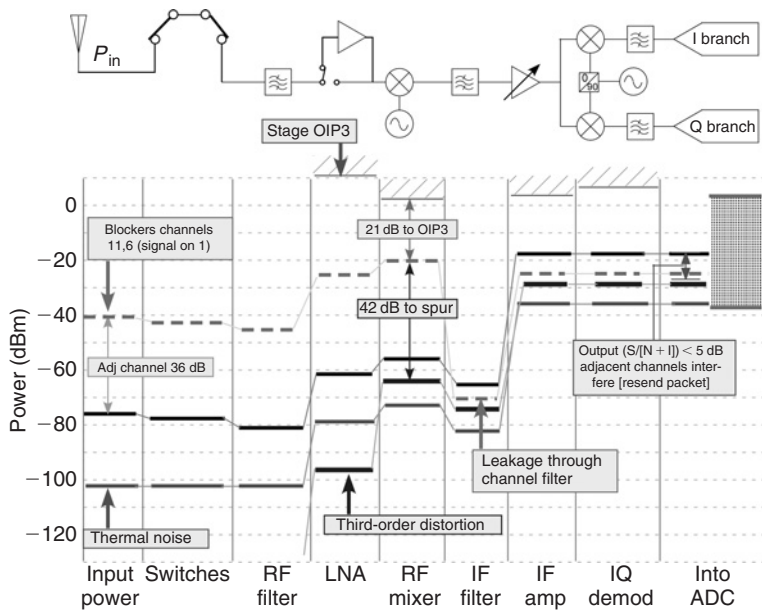 P in
0
90
I branch
Q branch
Stage OIP3
Power (dBm)
0
−20
−40
−60
−80
−100
−120
Blockers channels
11,6 (signal on 1)
21 dB to OIP3
42 dB to spur
Adj channel 36 dB
Output (S/[N + I]) < 5 dB
adjacent channels inter-
fere [resend packet]
Leakage through
channel filter
Third-order distortion
Thermal noise
Input
power
Switches
RF
filter
LNA
RF
mixer
IF
filter
IF
amp
IQ
demod
Into
ADC